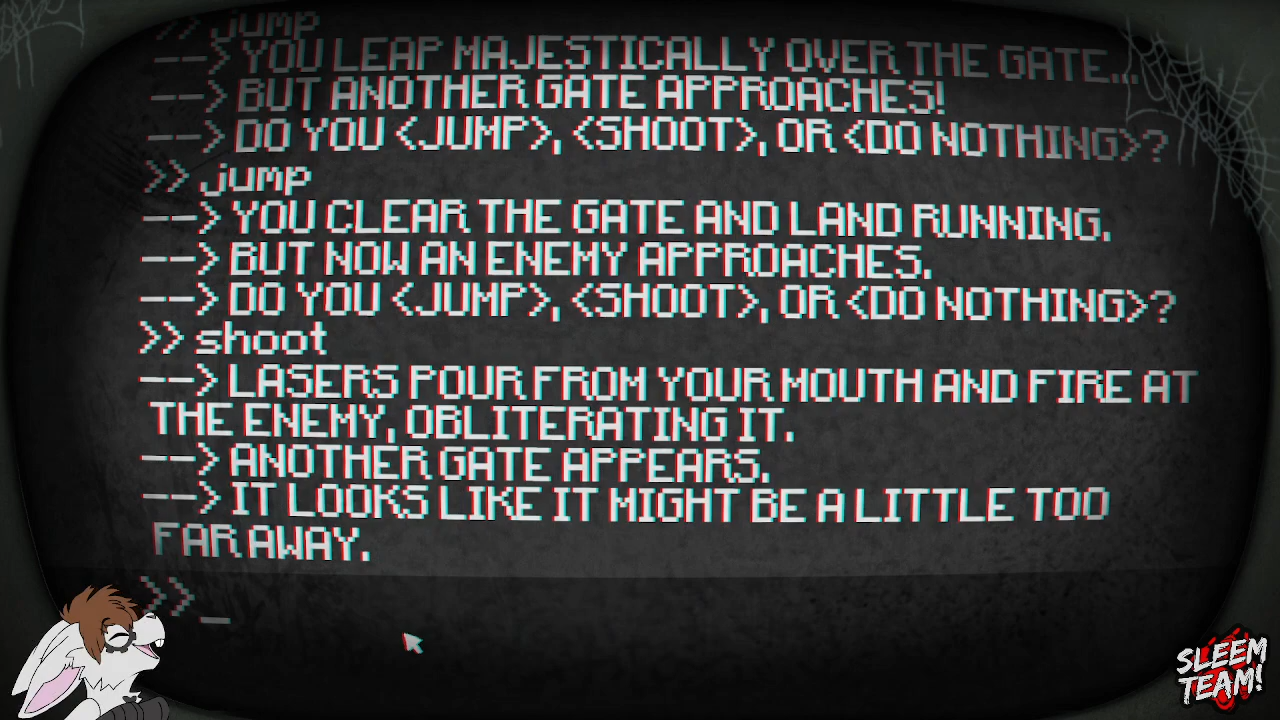 >> jump
--> YOU LEAP MAJESTICALLY OVER THE GATE...
--> BUT ANOTHER GATE APPROACHES!
--> DO YOU <JUMP>, <SHOOT>, OR <DO NOTHING>?
>> jump
--> YOU CLEAR THE GATE AND LAND RUNNING.
--> BUT NOW AN ENEMY APPROACHES.
--> DO YOU <JUMP>, <SHOOT>, OR <DO NOTHING>?
>> shoot
--> LASERS POUR FROM YOUR MOUTH AND FIRE AT
THE ENEMY, OBLITERATING IT.
--> ANOTHER GATE APPEARS.
--> IT LOOKS LIKE IT MIGHT BE A LITTLE TOO
FAR AWAY.
>> _
SLEEM
TEAM!